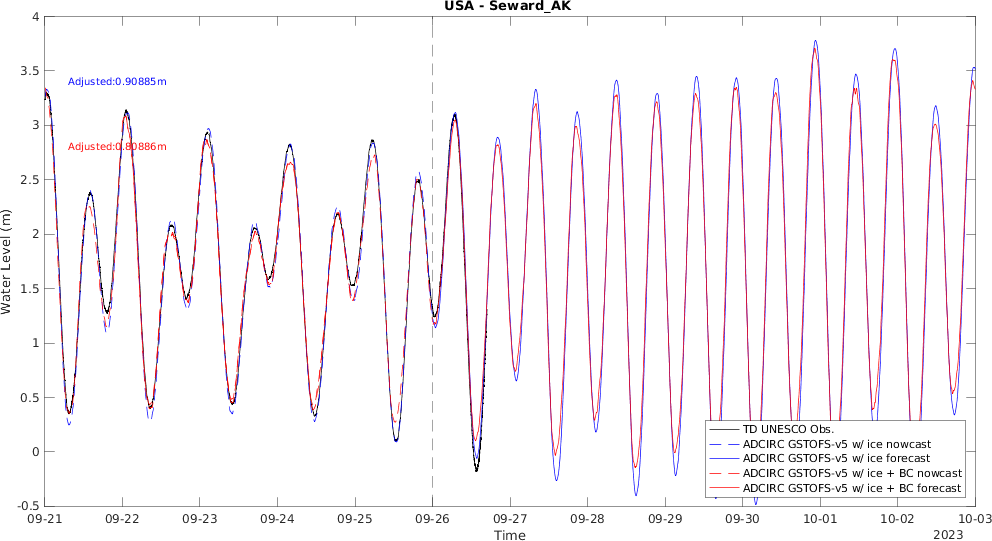 USA - Seward_AK
4
3.5
3
2.5
2
1.5
1
0.5
0
-0.5
Water Level (m)
Adjusted:0.90885m
Adjusted:0.80886m
TD UNESCO Obs.
ADCIRC GSTOFS-v5 w/ ice nowcast
ADCIRC GSTOFS-v5 w/ ice forecast
ADCIRC GSTOFS-v5 w/ ice + BC nowcast
ADCIRC GSTOFS-v5 w/ ice + BC forecast
09-21 09-22 09-23 09-24 09-25 09-26 09-27 09-28 09-29 09-30 10-01 10-02 10-03
Time
2023